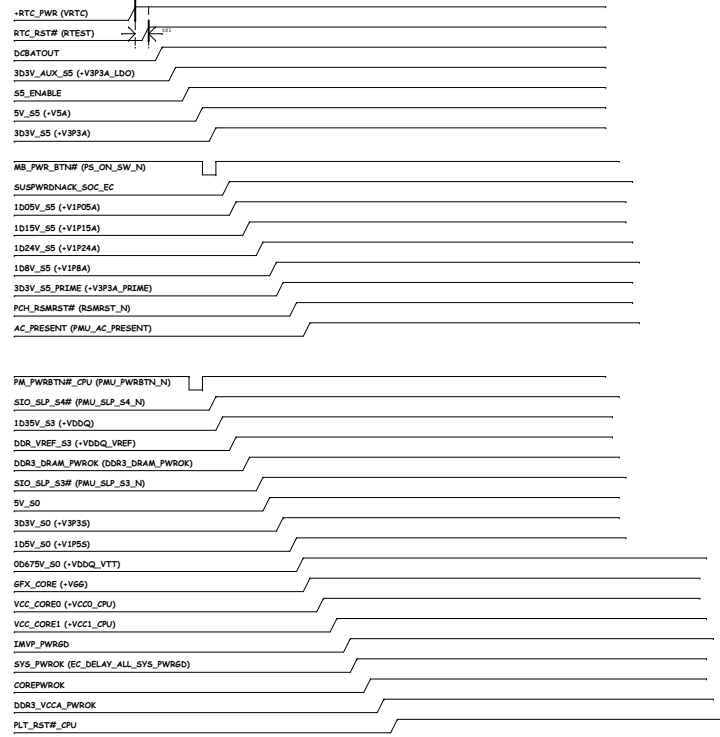 +RTC_PWR (VRTC)
RTC_RST# (RTEST)
t01
DCBATOUT
3D3V_AUX_S5 (+V3P3A_LDO)
S5_ENABLE
5V_S5 (+V5A)
3D3V_S5 (+V3P3A)
MB_PWR_BTN# (PS_ON_SW_N)
SUSPWRDNACK_SOC_EC
1D05V_S5 (+V1P05A)
1D15V_S5 (+V1P15A)
1D24V_S5 (+V1P24A)
1D8V_S5 (+V1P8A)
3D3V_S5_PRIME (+V3P3A_PRIME)
PCH_RSMRST# (RSMRST_N)
AC_PRESENT (PMU_AC_PRESENT)
PM_PWRBTN#_CPU (PMU_PWRBTN_N)
SIO_SLP_S4# (PMU_SLP_S4_N)
1D35V_S3 (+VDDQ)
DDR_VREF_S3 (+VDDQ_VREF)
DDR3_DRAM_PWROK (DDR3_DRAM_PWROK)
SIO_SLP_S3# (PMU_SLP_S3_N)
5V_S0
3D3V_S0 (+V3P3S)
1D5V_S0 (+V1P5S)
0D675V_S0 (+VDDQ_VTT)
GFX_CORE (+VGG)
VCC_CORE0 (+VCC0_CPU)
VCC_CORE1 (+VCC1_CPU)
IMVP_PWRGD
SYS_PWROK (EC_DELAY_ALL_SYS_PWRGD)
COREPWROK
DDR3_VCCA_PWROK
PLT_RST#_CPU